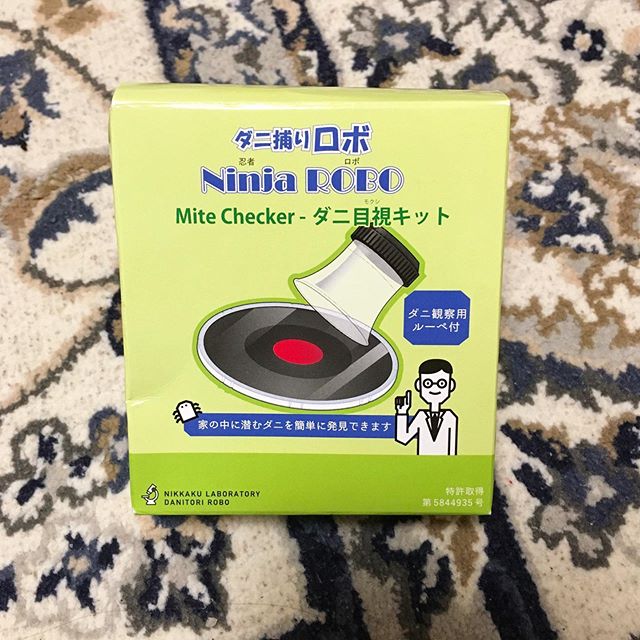 ダニ捕りロボ
忍者 ロボ
Ninja ROBO
モクシ
Mite Checker - ダニ目視キット
ダニ観察用
ルーペ付
家の中に潜むダニを簡単に発見できます
NIKKAKU LABORATORY
DANITORI ROBO
特許取得
第5844935号